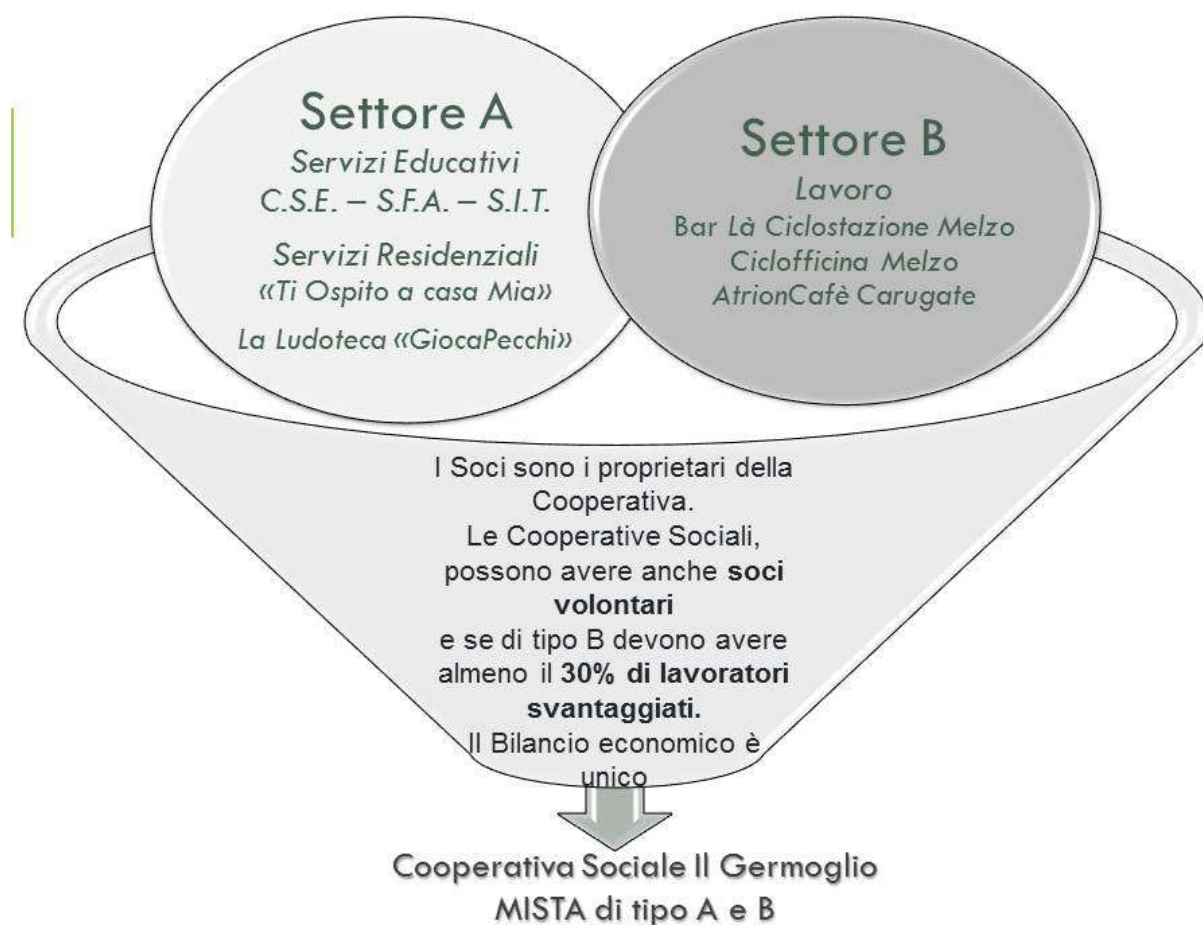 Settore A
Servizi Educativi
C.S.E. – S.F.A. – S.I.T.
Servizi Residenziali
«Ti Ospito a casa Mia»
La Ludoteca «GiocaPecchi»
Settore B
Lavoro
Bar Là Ciclostazione Melzo
Ciclofficina Melzo
AtrionCafè Carugate
I Soci sono i proprietari della
Cooperativa.
Le Cooperative Sociali,
possono avere anche soci
volontari
e se di tipo B devono avere
almeno il 30% di lavoratori
svantaggiati.
Il Bilancio economico è
unico
Cooperativa Sociale Il Germoglio
MISTA di tipo A e B